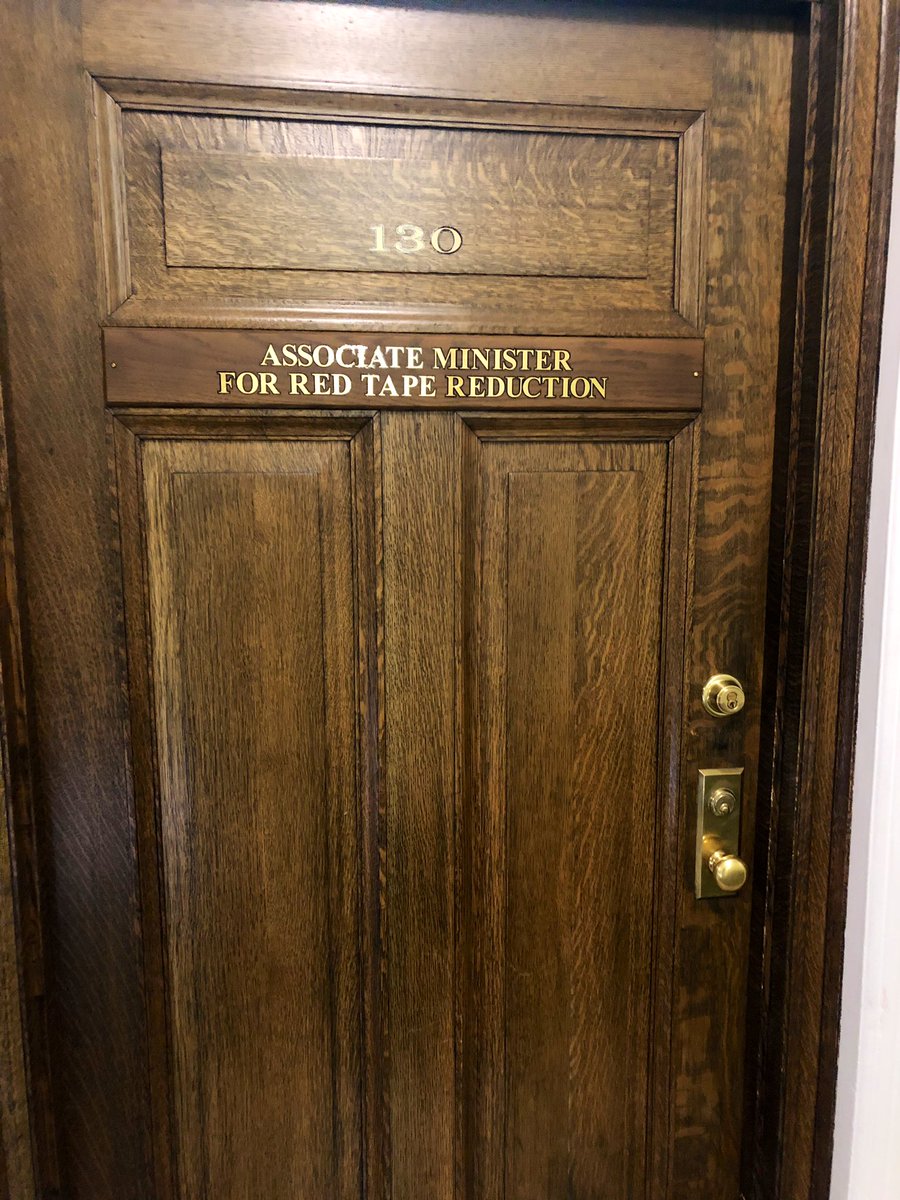 130
ASSOCIATE MINISTER
FOR RED TAPE REDUCTION